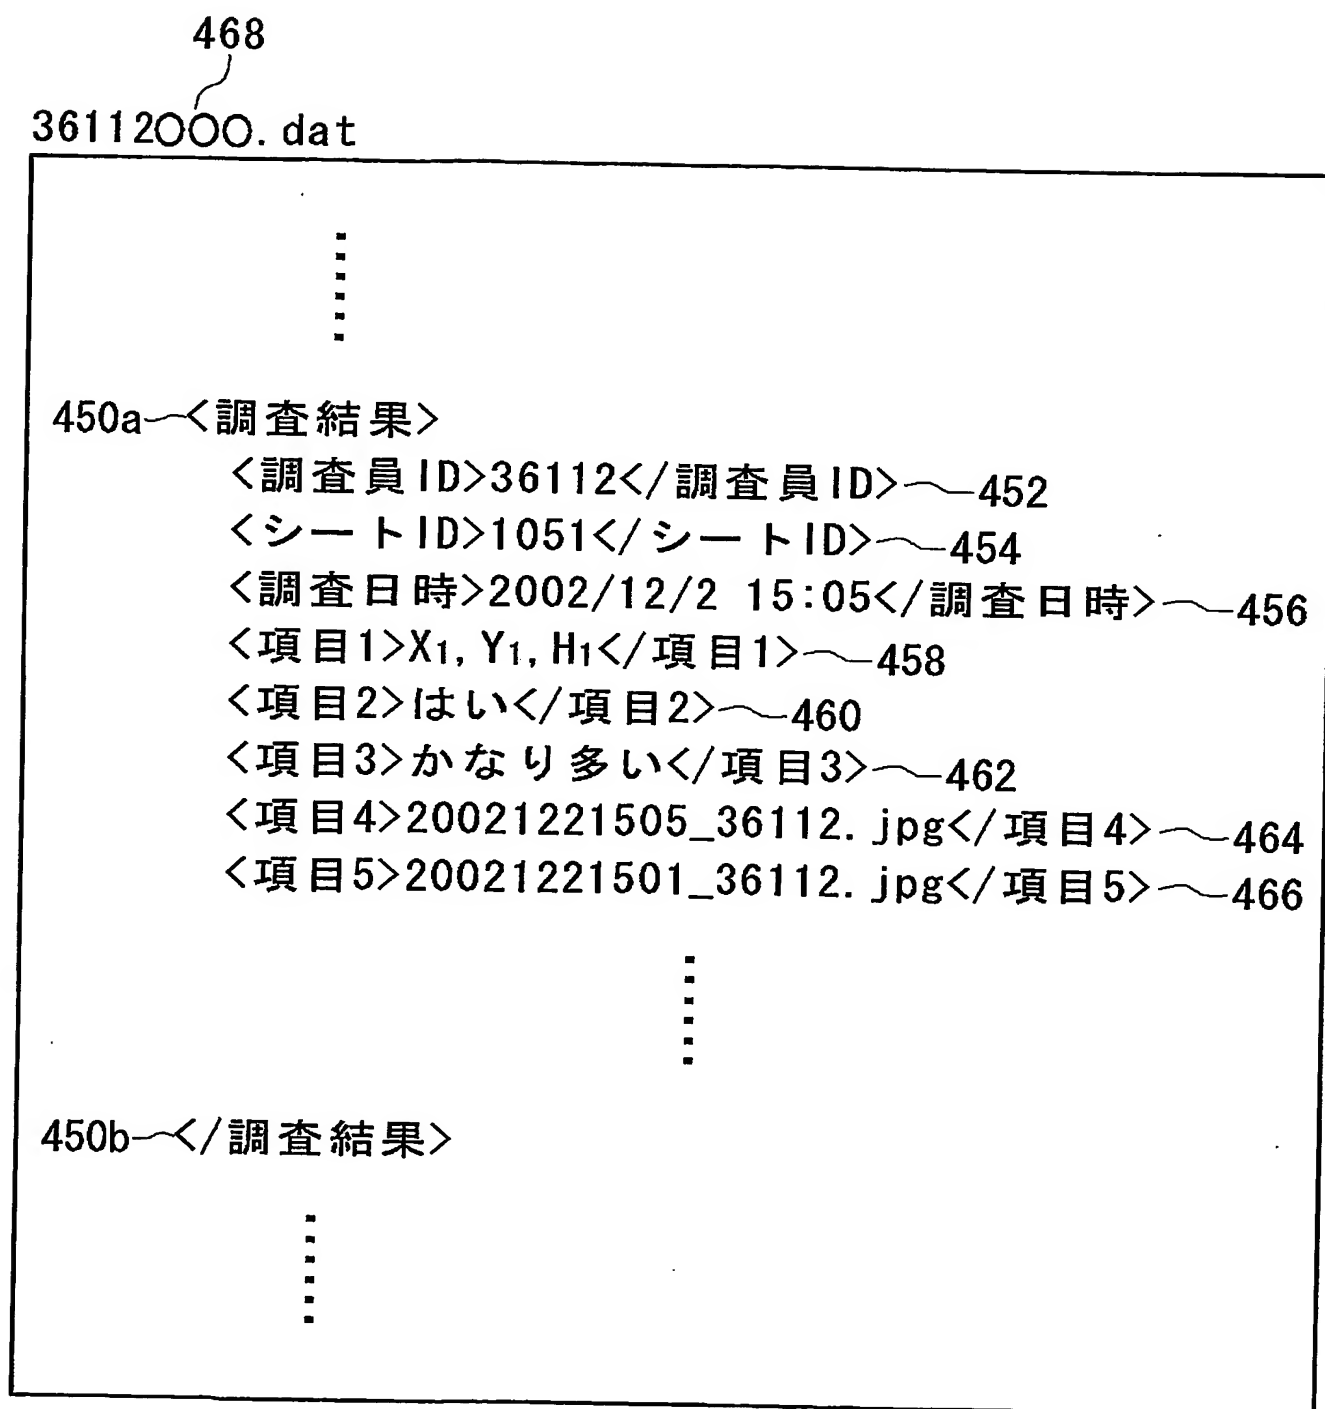 468
36112○○○.dat
450a <調査結果>
<調査員ID>36112</調査員ID> 452
<シートID>1051</シートID> 454
<調査日時>2002/12/2 15:05</調査日時> 456
<項目1>X1, Y1, H1</項目1> 458
<項目2>はい</項目2> 460
<項目3>かなり多い</項目3> 462
<項目4>20021221505_36112.jpg</項目4> 464
<項目5>20021221501_36112.jpg</項目5> 466
450b </調査結果>